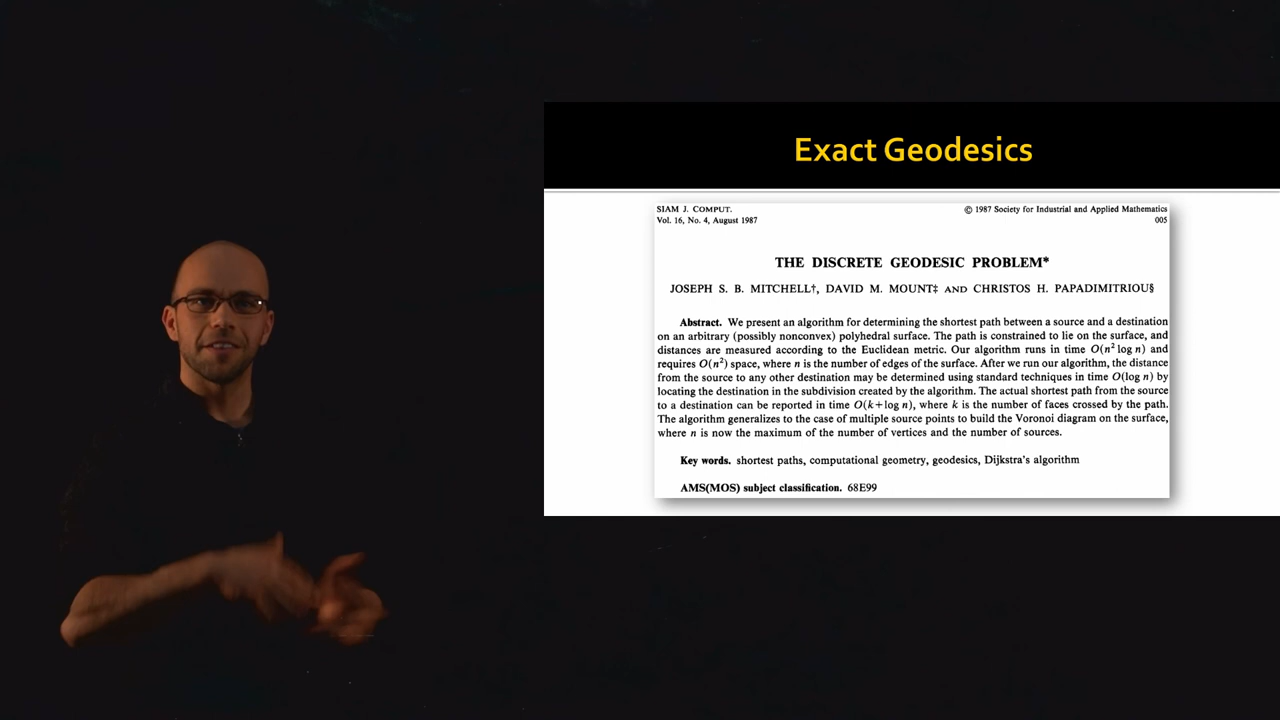 Exact Geodesics
SIAM J. COMPUT.
Vol. 16, No. 4, August 1987
© 1987 Society for Industrial and Applied Mathematics
005
THE DISCRETE GEODESIC PROBLEM*
JOSEPH S. B. MITCHELL†, DAVID M. MOUNT‡ AND CHRISTOS H. PAPADIMITRIOU§
Abstract. We present an algorithm for determining the shortest path between a source and a destination
on an arbitrary (possibly nonconvex) polyhedral surface. The path is constrained to lie on the surface, and
distances are measured according to the Euclidean metric. Our algorithm runs in time O(n² log n) and
requires O(n²) space, where n is the number of edges of the surface. After we run our algorithm, the distance
from the source to any other destination may be determined using standard techniques in time O(log n) by
locating the destination in the subdivision created by the algorithm. The actual shortest path from the source
to a destination can be reported in time O(k+log n), where k is the number of faces crossed by the path.
The algorithm generalizes to the case of multiple source points to build the Voronoi diagram on the surface,
where n is now the maximum of the number of vertices and the number of sources.
Key words. shortest paths, computational geometry, geodesics, Dijkstra's algorithm
AMS(MOS) subject classification. 68E99